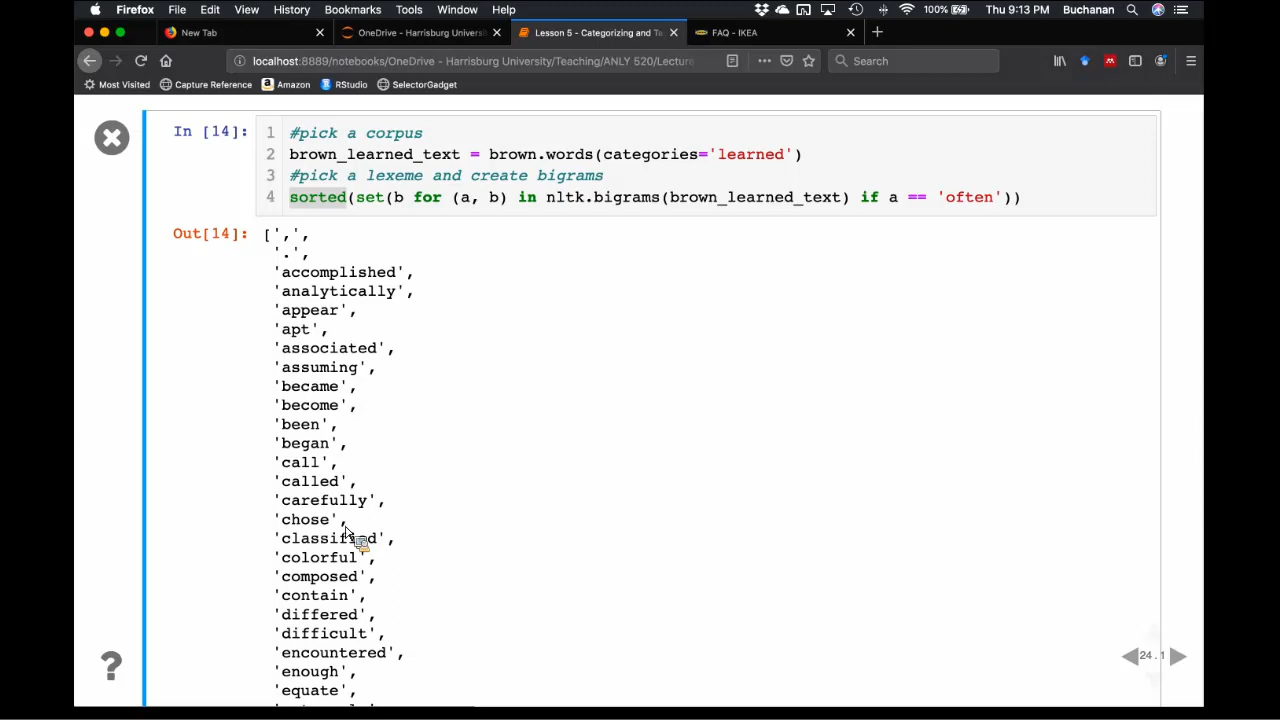 Firefox File Edit View History Bookmarks Tools Window Help 100% Thu 9:13 PM Buchanan
New Tab OneDrive - Harrisburg Universi Lesson 5 - Categorizing and Ta FAQ - IKEA
localhost:8889/notebooks/OneDrive - Harrisburg University/Teaching/ANLY 520/Lecture Search
Most Visited Capture Reference Amazon RStudio SelectorGadget
In [14]:
1 #pick a corpus
2 brown_learned_text = brown.words(categories='learned')
3 #pick a lexeme and create bigrams
4 sorted(set(b for (a, b) in nltk.bigrams(brown_learned_text) if a == 'often'))
Out[14]: [',',
'.',
'accomplished',
'analytically',
'appear',
'apt',
'associated',
'assuming',
'became',
'become',
'been',
'began',
'call',
'called',
'carefully',
'chose',
'classified',
'colorful',
'composed',
'contain',
'differed',
'difficult',
'encountered',
'enough',
'equate',
24.1